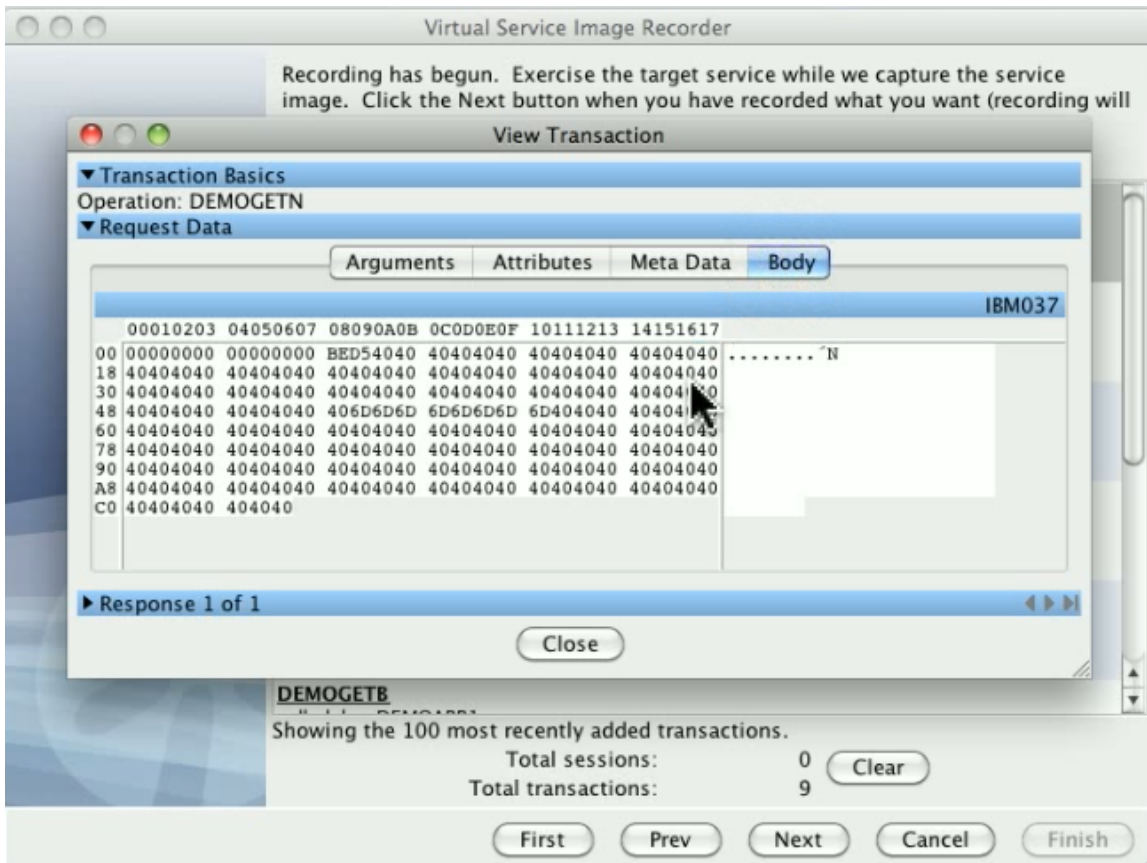 Virtual Service Image Recorder
Recording has begun. Exercise the target service while we capture the service
image. Click the Next button when you have recorded what you want (recording will
View Transaction
▼ Transaction Basics
Operation: DEMOGETN
▼ Request Data
Arguments Attributes Meta Data Body
IBM037
00010203 04050607 08090A0B 0C0D0E0F 10111213 14151617
00 00000000 00000000 BED54040 40404040 40404040 40404040 ........´N
18 40404040 40404040 40404040 40404040 40404040 40404040
30 40404040 40404040 40404040 40404040 40404040
48 40404040 40404040 406D6D6D 6D6D6D6D 6D404040
60 40404040 40404040 40404040 40404040 40404040 40404040
78 40404040 40404040 40404040 40404040 40404040 40404040
90 40404040 40404040 40404040 40404040 40404040 40404040
A8 40404040 40404040 40404040 40404040 40404040 40404040
C0 40404040 404040
▶ Response 1 of 1
Close
DEMOGETB
Showing the 100 most recently added transactions.
Total sessions: 0 Clear
Total transactions: 9
First Prev Next Cancel Finish